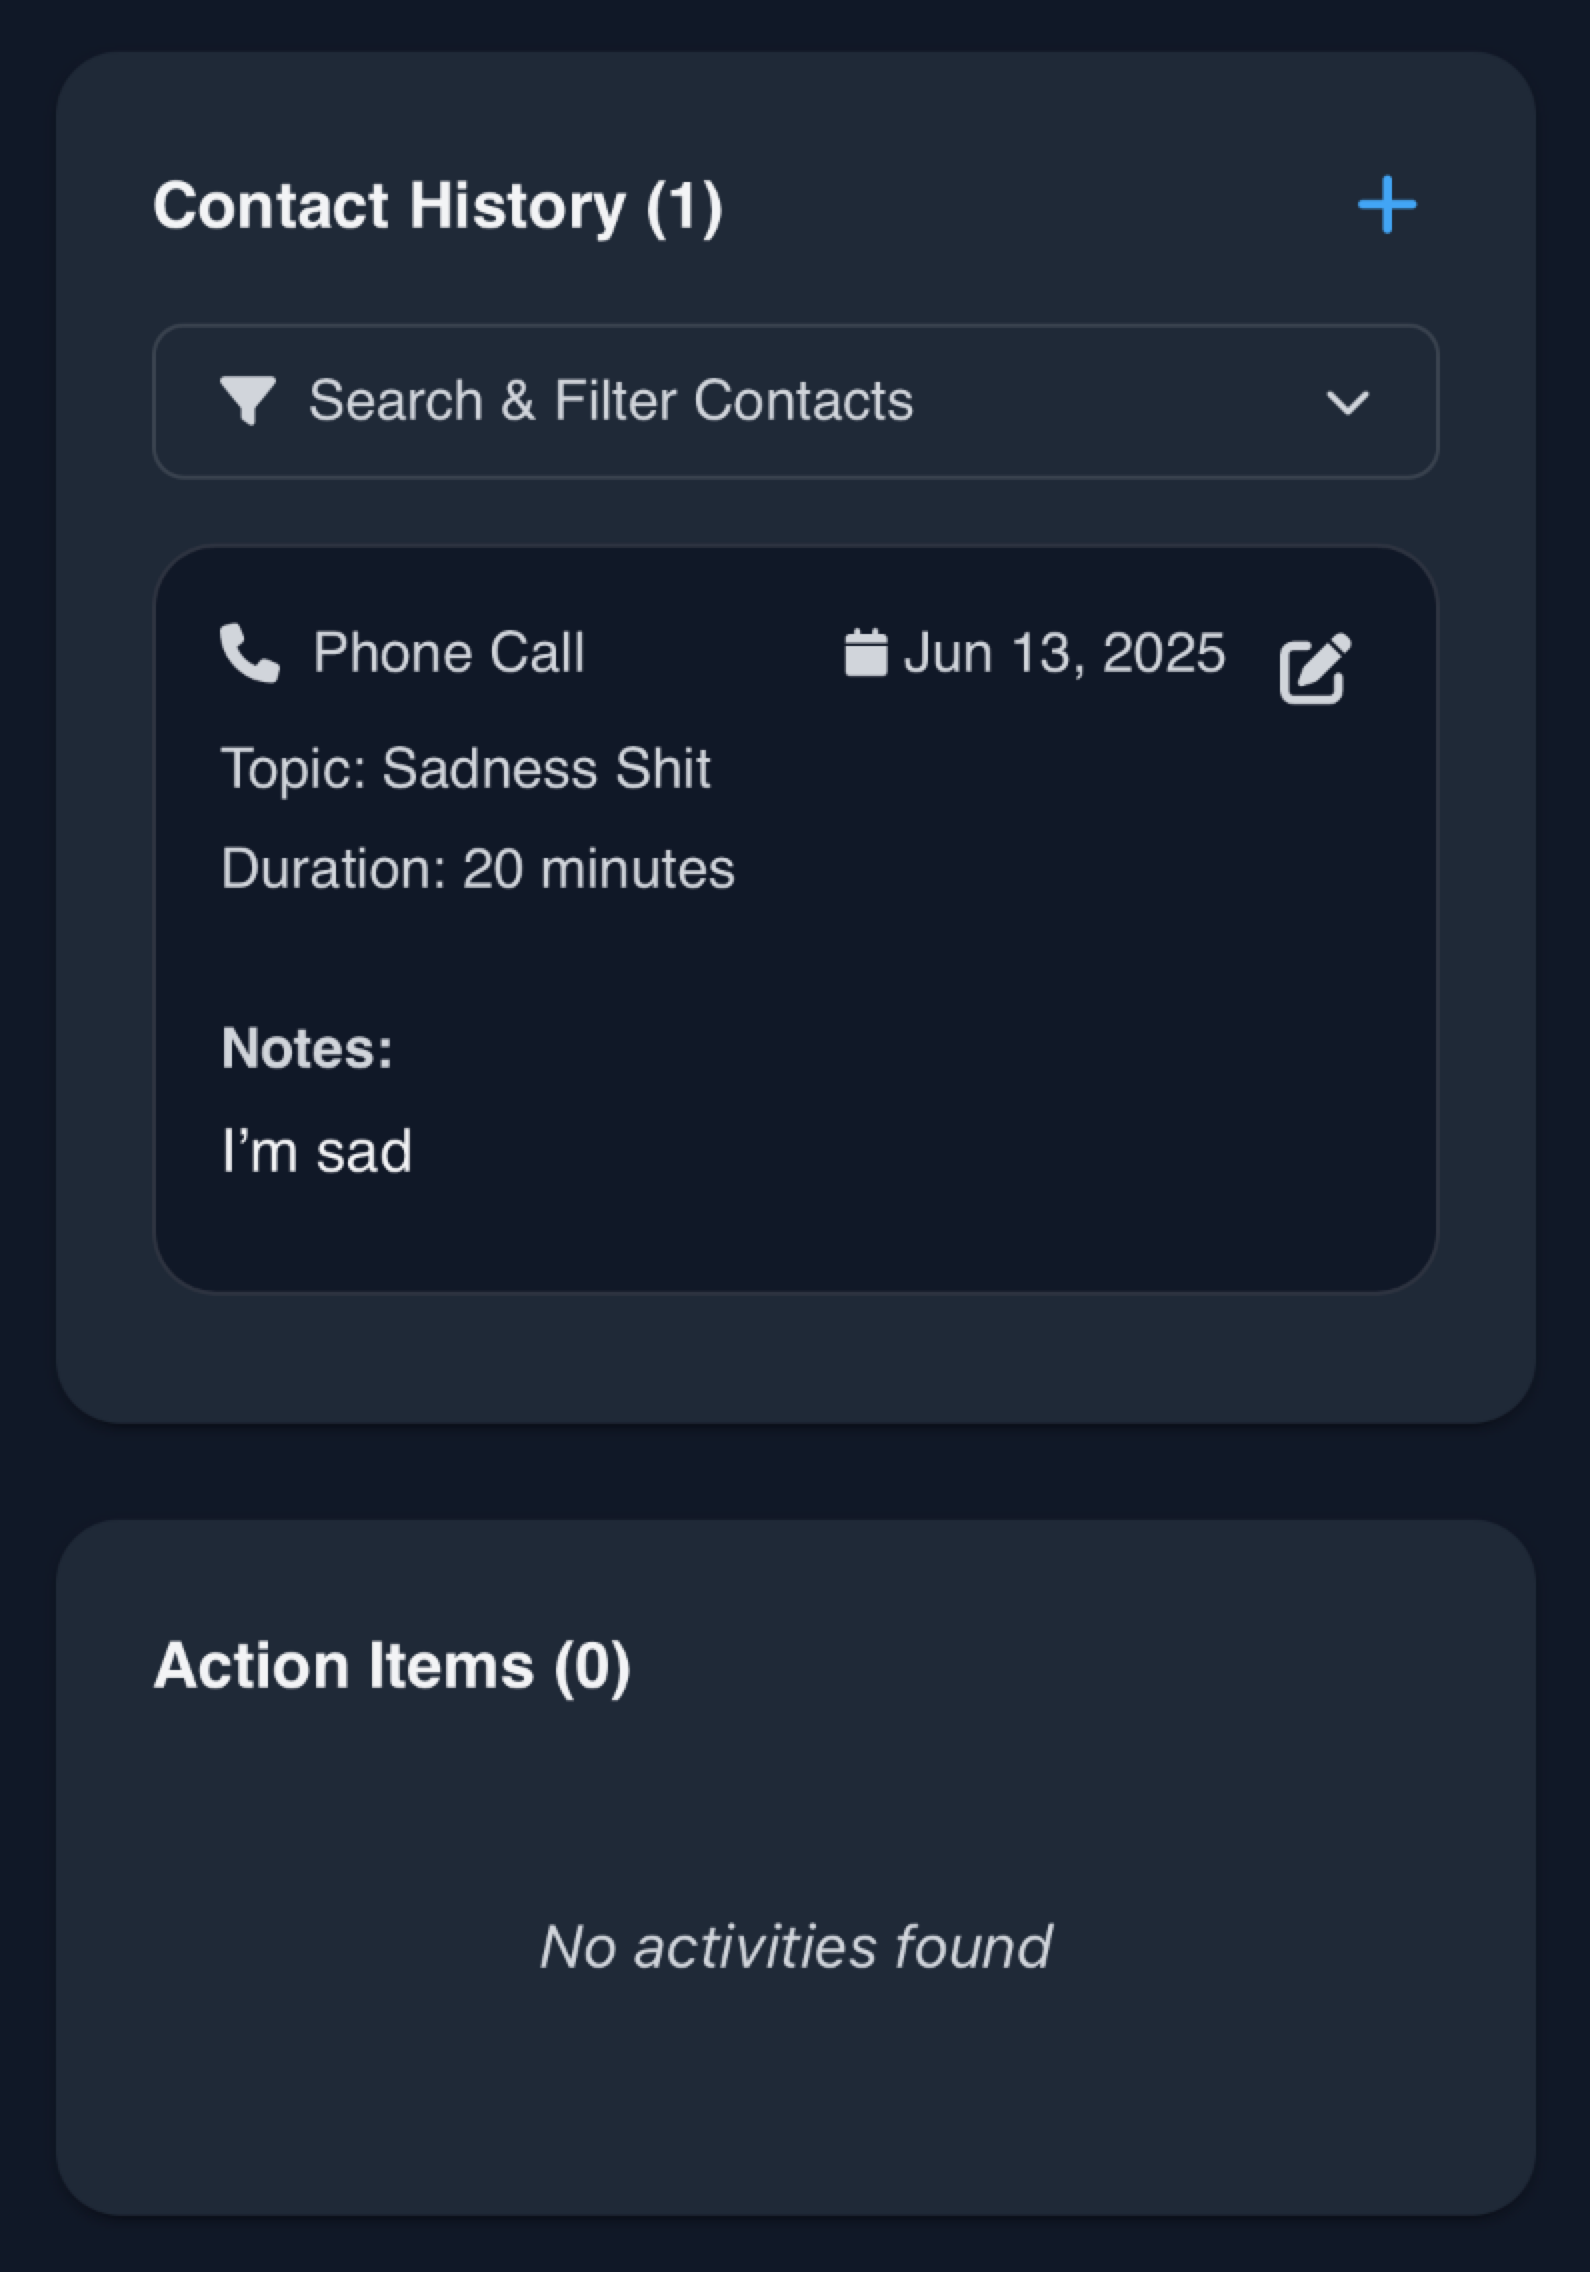 Contact History (1)
Search & Filter Contacts
Phone Call Jun 13, 2025
Topic: Sadness Shit
Duration: 20 minutes
Notes:
I’m sad
Action Items (0)
No activities found